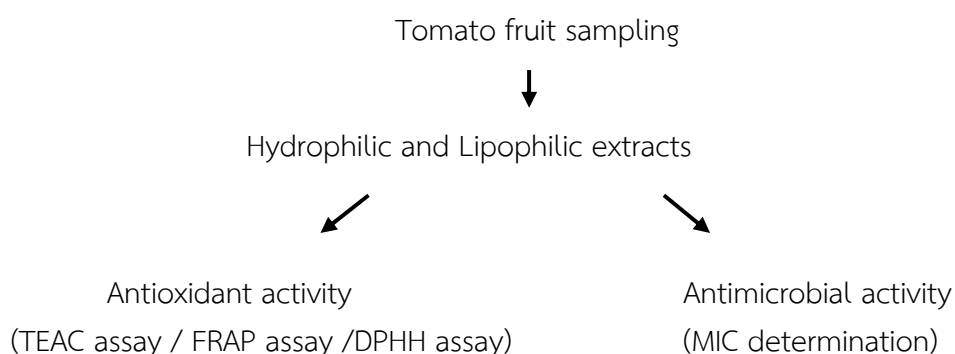 Tomato fruit sampling
Hydrophilic and Lipophilic extracts
Antioxidant activity
(TEAC assay / FRAP assay /DPHH assay)
Antimicrobial activity
(MIC determination)